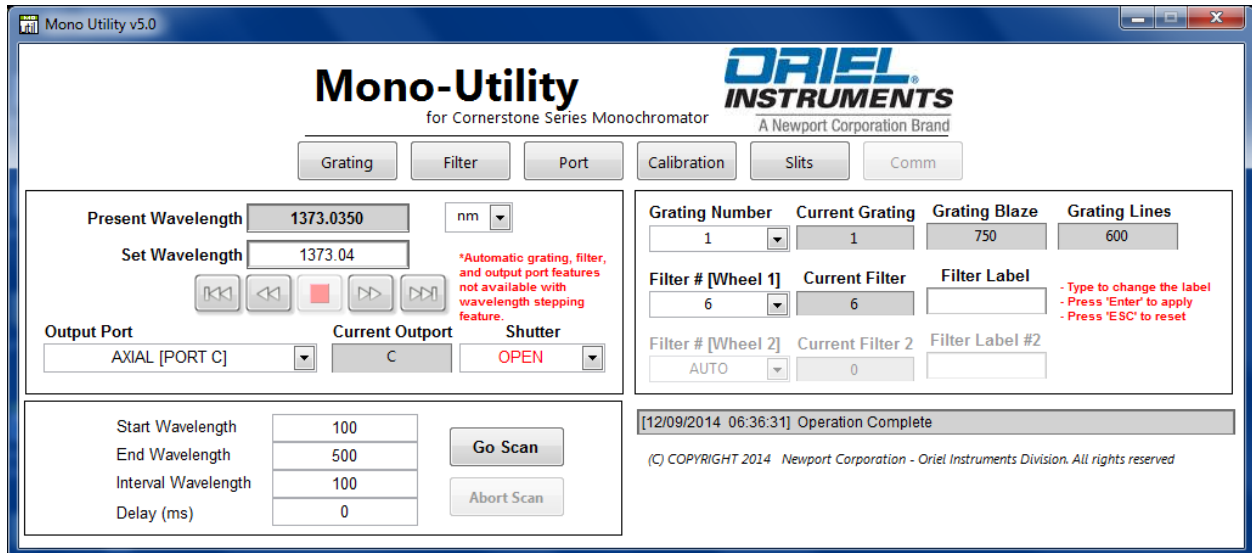 Mono Utility v5.0
Mono-Utility
for Cornerstone Series Monochromator
ORIEL®
INSTRUMENTS
A Newport Corporation Brand
Grating Filter Port Calibration Slits Comm
Present Wavelength 1373.0350 nm
Set Wavelength 1373.04
*Automatic grating, filter,
and output port features
not available with
wavelength stepping
feature.
Output Port Current Outport Shutter
AXIAL [PORT C] C OPEN
Grating Number Current Grating Grating Blaze Grating Lines
1 1 750 600
Filter # [Wheel 1] Current Filter Filter Label
6 6
- Type to change the label
- Press 'Enter' to apply
- Press 'ESC' to reset
Filter # [Wheel 2] Current Filter 2 Filter Label #2
AUTO 0
Start Wavelength 100
End Wavelength 500
Interval Wavelength 100
Delay (ms) 0
Go Scan
Abort Scan
[12/09/2014 06:36:31] Operation Complete
(C) COPYRIGHT 2014 Newport Corporation - Oriel Instruments Division. All rights reserved